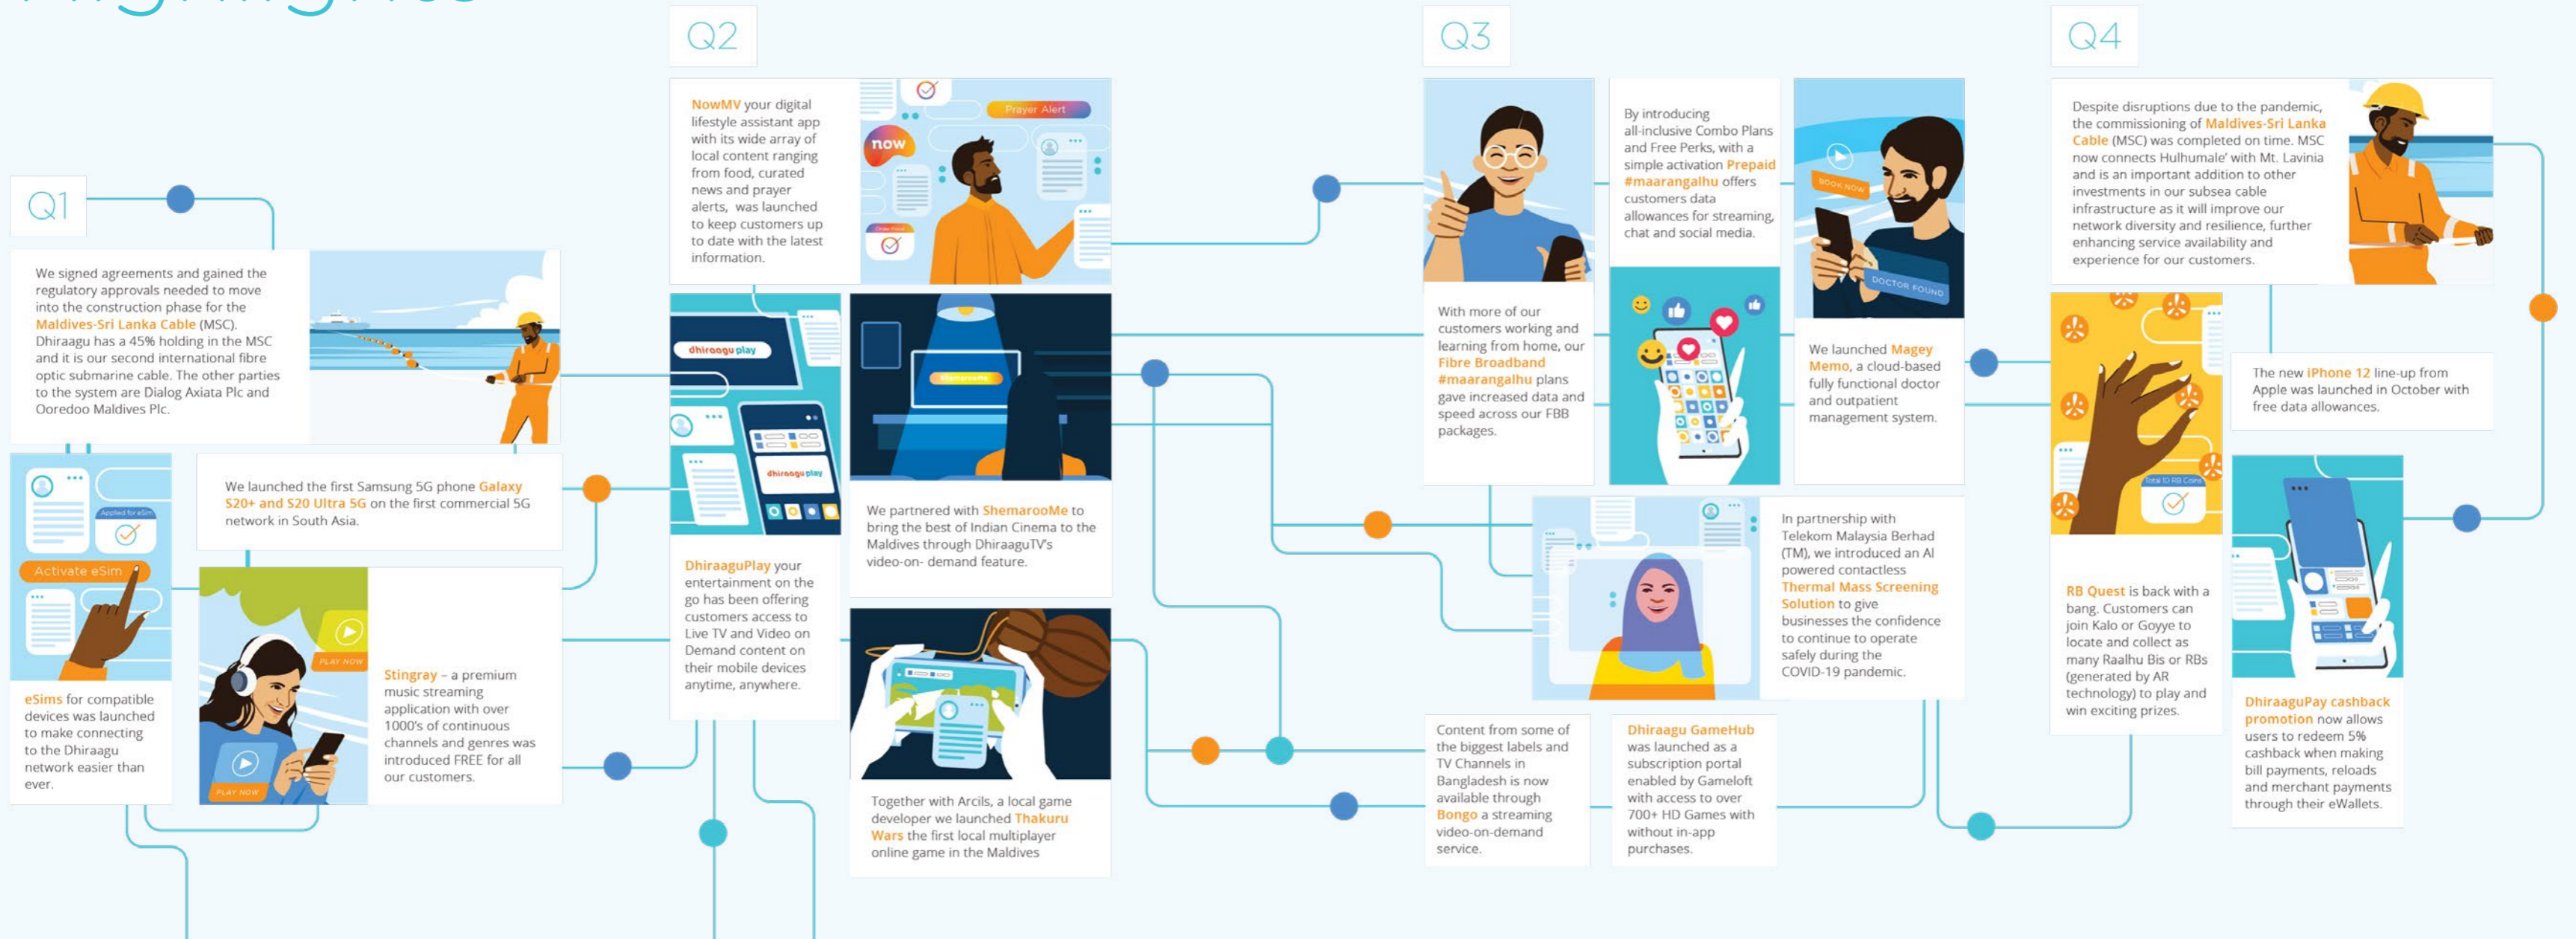 Highlights
Q1
We signed agreements and gained the
regulatory approvals needed to move
into the construction phase for the
Maldives-Sri Lanka Cable (MSC).
Dhiraagu has a 45% holding in the MSC
and it is our second international fibre
optic submarine cable. The other parties
to the system are Dialog Axiata Plc and
Ooredoo Maldives Plc.
Applied for eSim
Activate eSim
eSims for compatible
devices was launched
to make connecting
to the Dhiraagu
network easier than
ever.
We launched the first Samsung 5G phone Galaxy
S20+ and S20 Ultra 5G on the first commercial 5G
network in South Asia.
PLAY NOW
PLAY NOW
Stingray – a premium
music streaming
application with over
1000's of continuous
channels and genres was
introduced FREE for all
our customers.
Q2
NowMV your digital
lifestyle assistant app
with its wide array of
local content ranging
from food, curated
news and prayer
alerts, was launched
to keep customers up
to date with the latest
information.
Prayer Alert
now
Order Food
dhiraagu play
dhiraagu play
DhiraaguPlay your
entertainment on the
go has been offering
customers access to
Live TV and Video on
Demand content on
their mobile devices
anytime, anywhere.
ShemarooMe
We partnered with ShemarooMe to
bring the best of Indian Cinema to the
Maldives through DhiraaguTV's
video-on- demand feature.
Together with Arcils, a local game
developer we launched Thakuru
Wars the first local multiplayer
online game in the Maldives
Q3
With more of our
customers working and
learning from home, our
Fibre Broadband
#maarangalhu plans
gave increased data and
speed across our FBB
packages.
By introducing
all-inclusive Combo Plans
and Free Perks, with a
simple activation Prepaid
#maarangalhu offers
customers data
allowances for streaming,
chat and social media.
BOOK NOW
DOCTOR FOUND
We launched Magey
Memo, a cloud-based
fully functional doctor
and outpatient
management system.
In partnership with
Telekom Malaysia Berhad
(TM), we introduced an AI
powered contactless
Thermal Mass Screening
Solution to give
businesses the confidence
to continue to operate
safely during the
COVID-19 pandemic.
Content from some of
the biggest labels and
TV Channels in
Bangladesh is now
available through
Bongo a streaming
video-on-demand
service.
Dhiraagu GameHub
was launched as a
subscription portal
enabled by Gameloft
with access to over
700+ HD Games with
without in-app
purchases.
Q4
Despite disruptions due to the pandemic,
the commissioning of Maldives-Sri Lanka
Cable (MSC) was completed on time. MSC
now connects Hulhumale' with Mt. Lavinia
and is an important addition to other
investments in our subsea cable
infrastructure as it will improve our
network diversity and resilience, further
enhancing service availability and
experience for our customers.
Total 10 RB Coins
RB Quest is back with a
bang. Customers can
join Kalo or Goyye to
locate and collect as
many Raalhu Bis or RBs
(generated by AR
technology) to play and
win exciting prizes.
The new iPhone 12 line-up from
Apple was launched in October with
free data allowances.
DhiraaguPay cashback
promotion now allows
users to redeem 5%
cashback when making
bill payments, reloads
and merchant payments
through their eWallets.